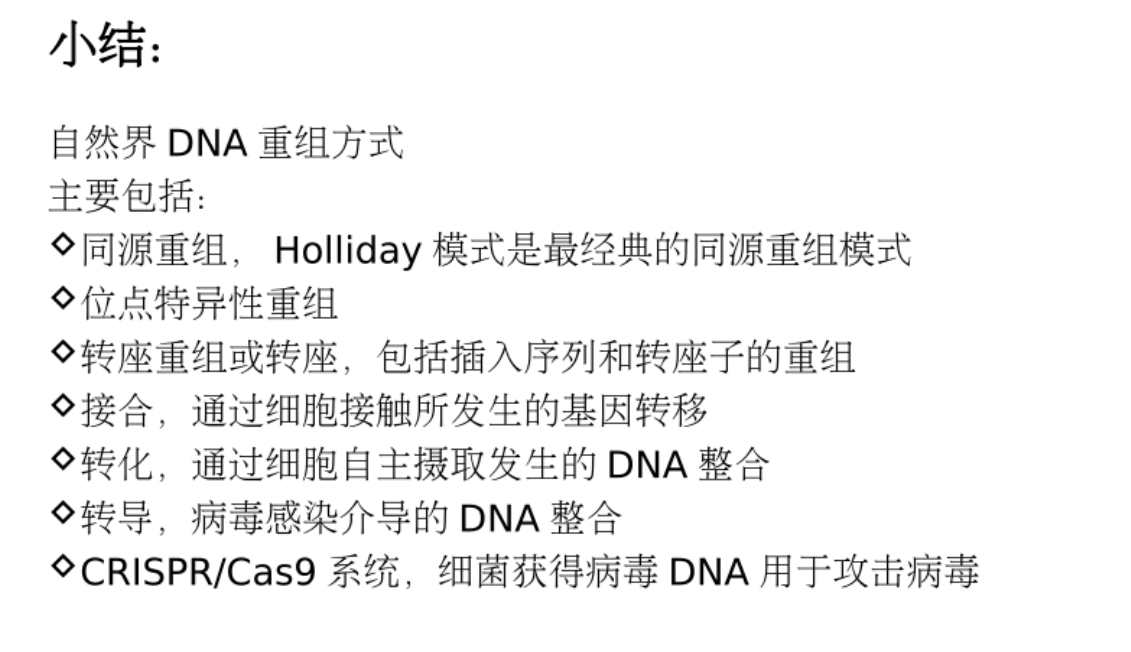 小结：
自然界 DNA 重组方式
主要包括：
◇同源重组， Holliday 模式是最经典的同源重组模式
◇位点特异性重组
◇转座重组或转座，包括插入序列和转座子的重组
◇接合，通过细胞接触所发生的基因转移
◇转化，通过细胞自主摄取发生的 DNA 整合
◇转导，病毒感染介导的 DNA 整合
◇CRISPR/Cas9 系统，细菌获得病毒 DNA 用于攻击病毒